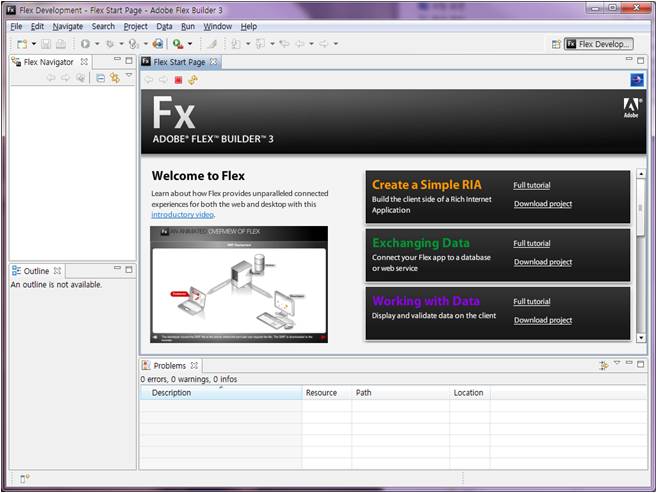 Flex Development - Flex Start Page - Adobe Flex Builder 3
File Edit Navigate Search Project Data Run Window Help
Fx Flex Develop...
Flex Navigator
Flex Start Page
Fx
ADOBE® FLEX™ BUILDER™ 3
Adobe
Welcome to Flex
Learn about how Flex provides unparalleled connected
experiences for both the web and desktop with this
introductory video.
AN ANIMATED OVERVIEW OF FLEX
Create a Simple RIA
Build the client side of a Rich Internet
Application
Full tutorial
Download project
Exchanging Data
Connect your Flex app to a database
or web service
Full tutorial
Download project
Working with Data
Display and validate data on the client
Full tutorial
Download project
Outline
An outline is not available.
Problems
0 errors, 0 warnings, 0 infos
Description Resource Path Location